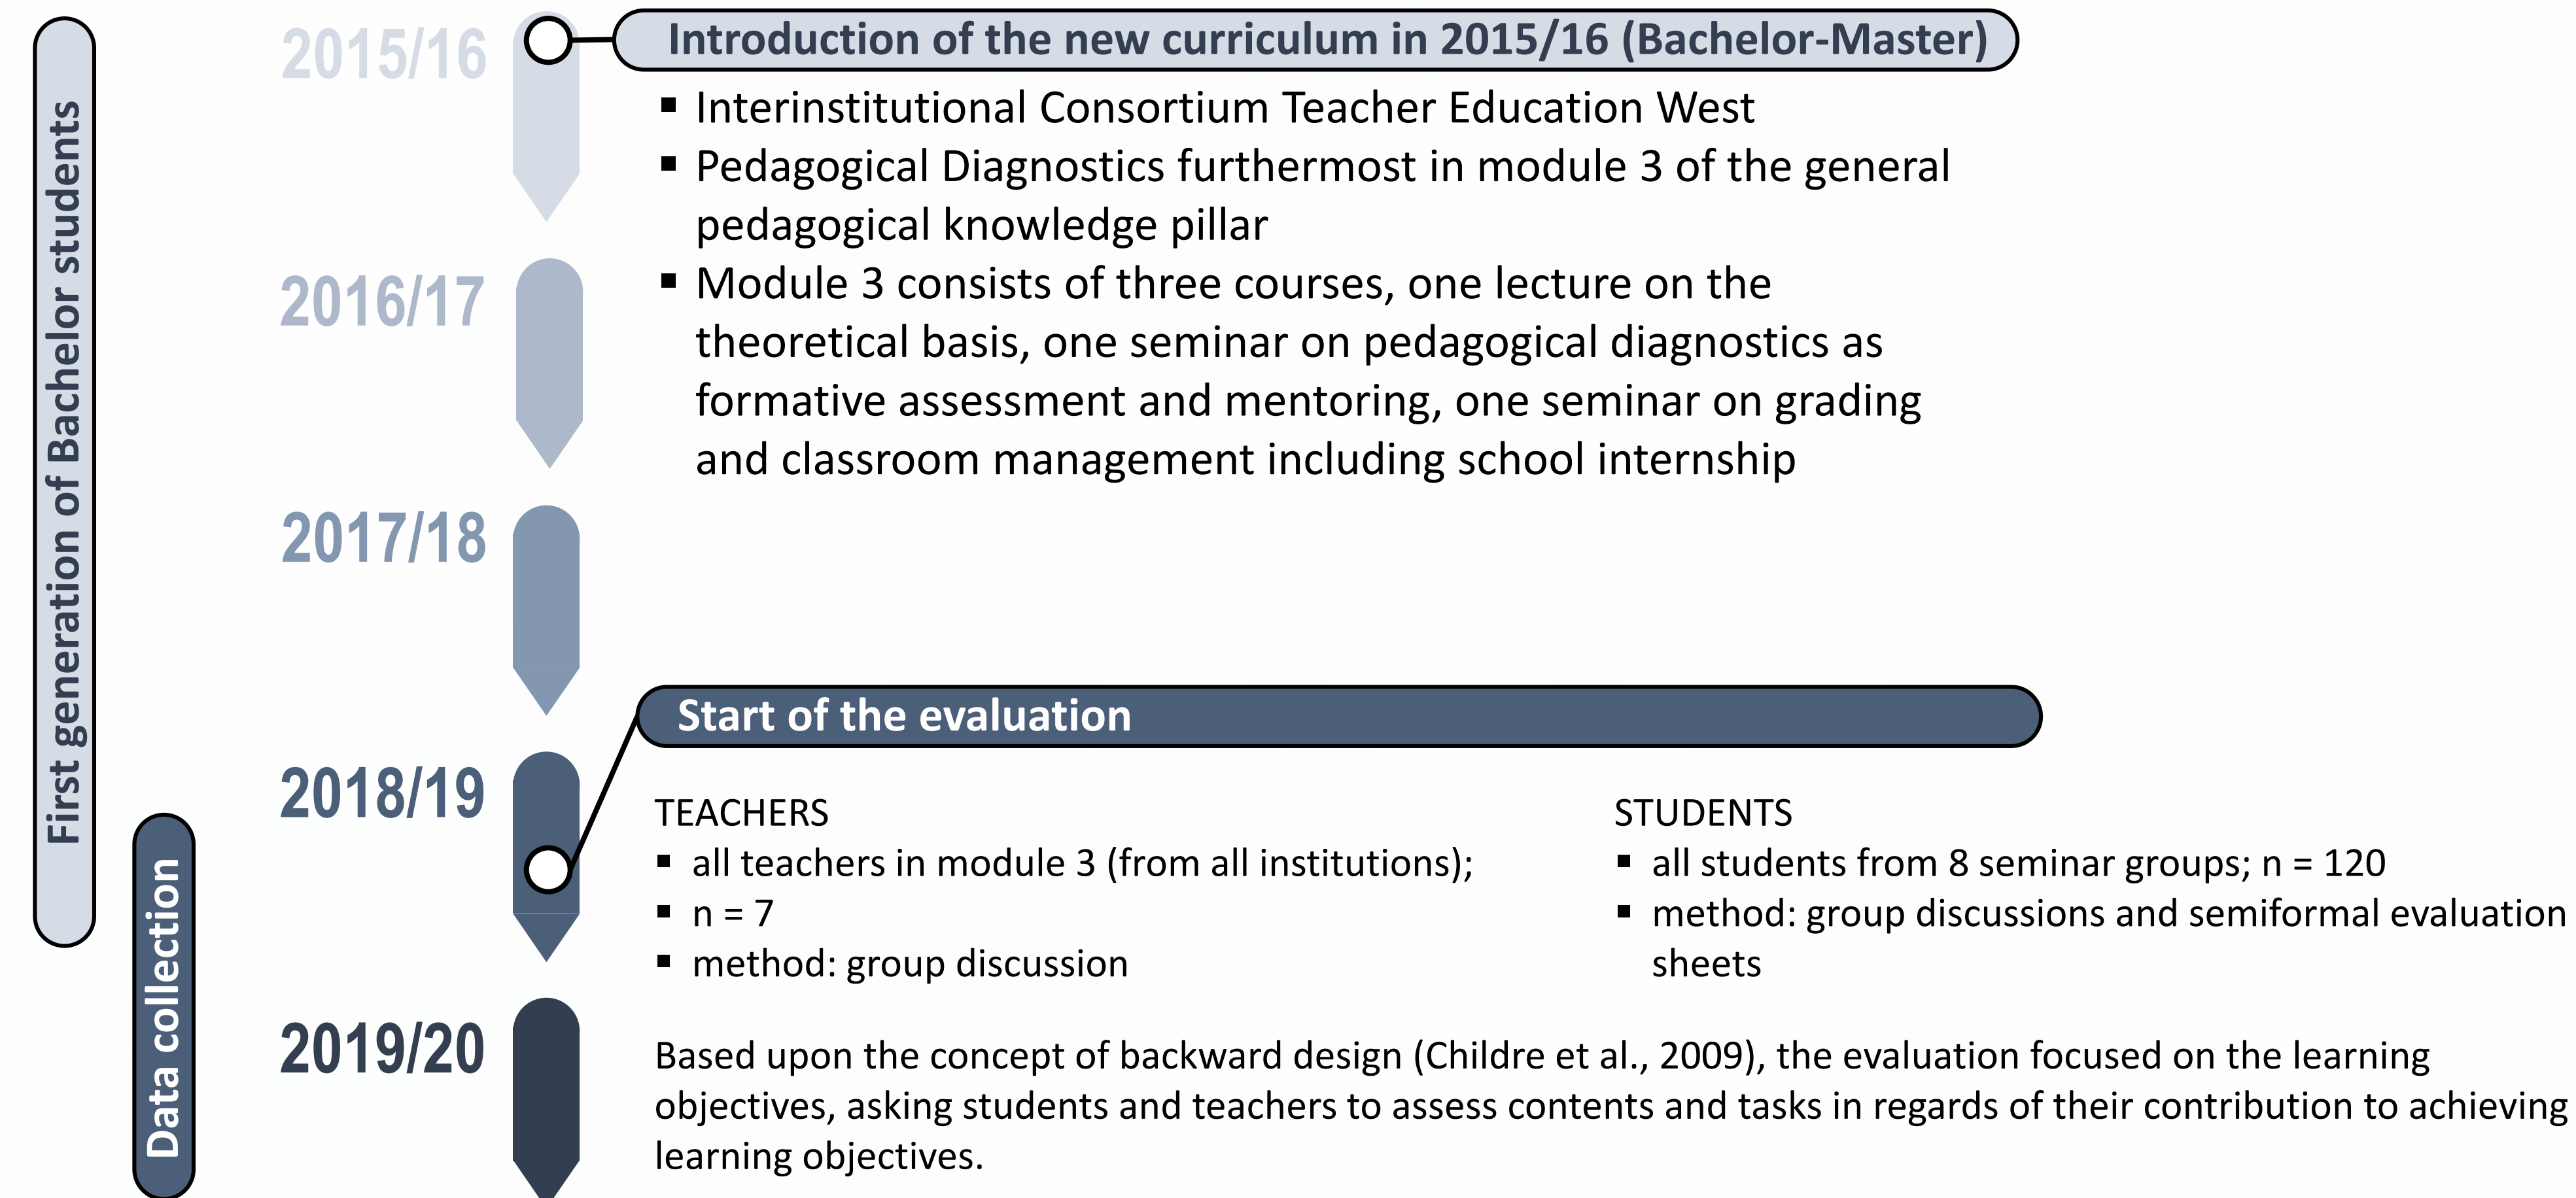 First generation of Bachelor students
Data collection
2015/16
Introduction of the new curriculum in 2015/16 (Bachelor-Master)
▪ Interinstitutional Consortium Teacher Education West
▪ Pedagogical Diagnostics furthermost in module 3 of the general
pedagogical knowledge pillar
2016/17
▪ Module 3 consists of three courses, one lecture on the
theoretical basis, one seminar on pedagogical diagnostics as
formative assessment and mentoring, one seminar on grading
and classroom management including school internship
2017/18
Start of the evaluation
2018/19
TEACHERS
▪ all teachers in module 3 (from all institutions);
▪ n = 7
▪ method: group discussion
STUDENTS
▪ all students from 8 seminar groups; n = 120
▪ method: group discussions and semiformal evaluation
sheets
2019/20
Based upon the concept of backward design (Childre et al., 2009), the evaluation focused on the learning
objectives, asking students and teachers to assess contents and tasks in regards of their contribution to achieving
learning objectives.